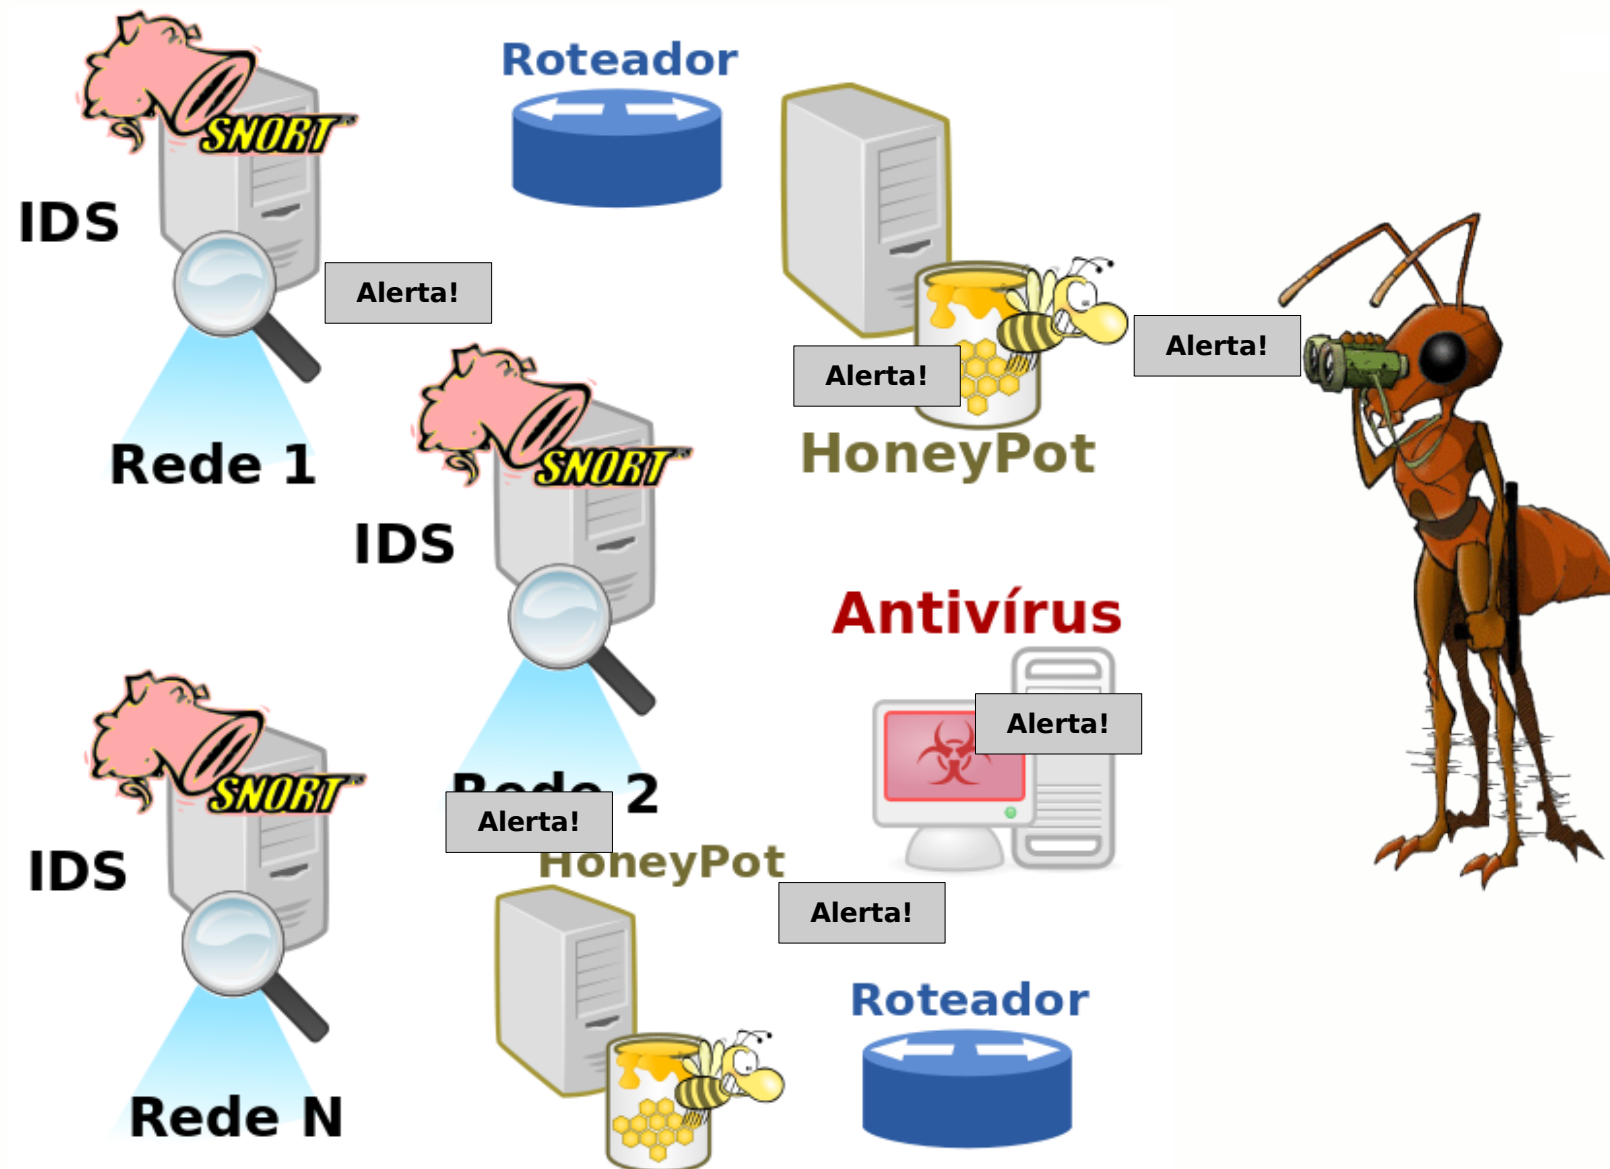 Roteador
SNORT
IDS
Alerta!
Alerta!
Alerta!
Rede 1
HoneyPot
SNORT
IDS
Antivírus
Alerta!
SNORT
Rede 2
Alerta!
HoneyPot
IDS
Alerta!
Roteador
Rede N